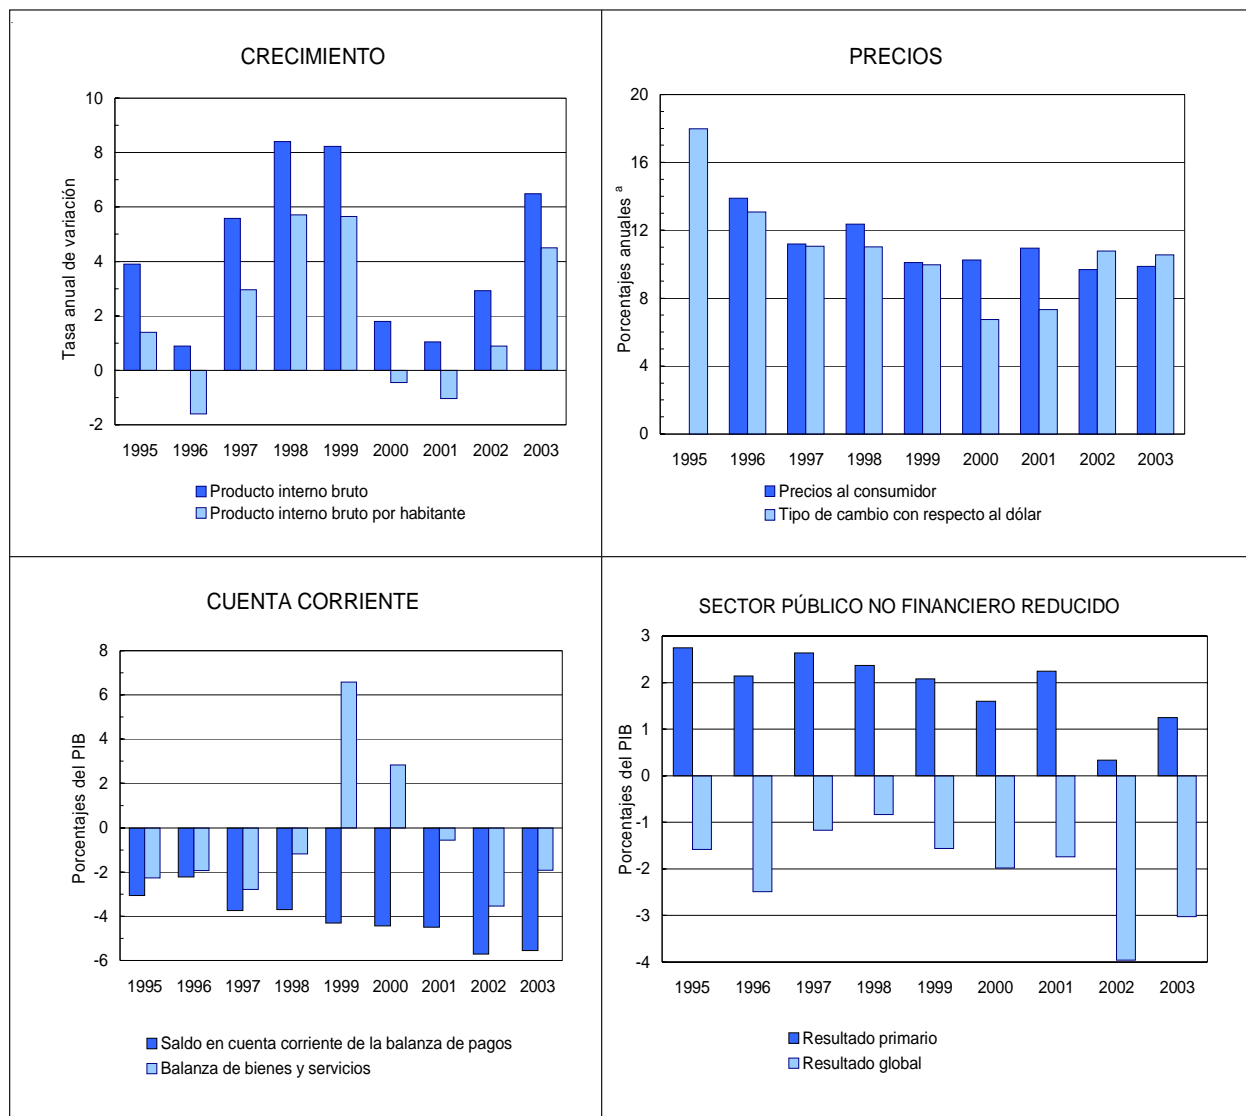 CRECIMIENTO
Tasa anual de variación
10
8
6
4
2
0
-2
1995 1996 1997 1998 1999 2000 2001 2002 2003
Producto interno bruto
Producto interno bruto por habitante
PRECIOS
Porcentajes anuales ª
20
16
12
8
4
0
1995 1996 1997 1998 1999 2000 2001 2002 2003
Precios al consumidor
Tipo de cambio con respecto al dólar
CUENTA CORRIENTE
Porcentajes del PIB
8
6
4
2
0
-2
-4
-6
1995 1996 1997 1998 1999 2000 2001 2002 2003
Saldo en cuenta corriente de la balanza de pagos
Balanza de bienes y servicios
SECTOR PÚBLICO NO FINANCIERO REDUCIDO
Porcentajes del PIB
3
2
1
0
-1
-2
-3
-4
1995 1996 1997 1998 1999 2000 2001 2002 2003
Resultado primario
Resultado global